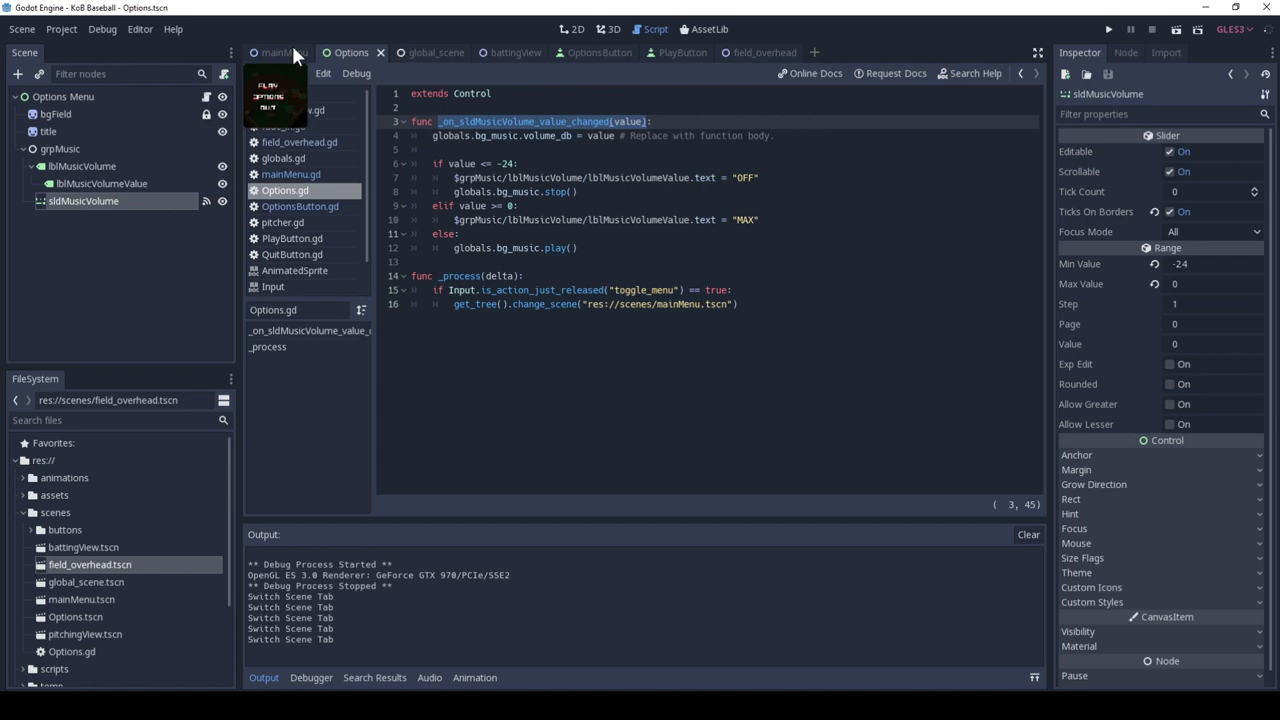 Godot Engine - KoB Baseball - Options.tscn
Scene Project Debug Editor Help
2D 3D Script AssetLib
GLES3
Scene
Filter nodes
Options Menu
bgField
title
grpMusic
lblMusicVolume
lblMusicVolumeValue
sldMusicVolume
FileSystem
res://scenes/field_overhead.tscn
Search files
Favorites:
res://
animations
assets
scenes
buttons
battingView.tscn
field_overhead.tscn
global_scene.tscn
mainMenu.tscn
Options.tscn
pitchingView.tscn
Options.gd
scripts
Options global_scene battingView OptionsButton PlayButton field_overhead
PLAY
OPTIONS
Edit Debug
Online Docs Request Docs Search Help
field_overhead.gd
globals.gd
mainMenu.gd
Options.gd
OptionsButton.gd
pitcher.gd
PlayButton.gd
QuitButton.gd
AnimatedSprite
Input
Options.gd
_on_sldMusicVolume_value_c
_process
1 extends Control
2
3 func _on_sldMusicVolume_value_changed(value):
4 globals.bg_music.volume_db = value # Replace with function body.
5
6 if value <= -24:
7 $grpMusic/lblMusicVolume/lblMusicVolumeValue.text = "OFF"
8 globals.bg_music.stop()
9 elif value >= 0:
10 $grpMusic/lblMusicVolume/lblMusicVolumeValue.text = "MAX"
11 else:
12 globals.bg_music.play()
13
14 func _process(delta):
15 if Input.is_action_just_released("toggle_menu") == true:
16 get_tree().change_scene("res://scenes/mainMenu.tscn")
( 3, 45)
Output:
Clear
** Debug Process Started **
OpenGL ES 3.0 Renderer: GeForce GTX 970/PCIe/SSE2
** Debug Process Stopped **
Switch Scene Tab
Switch Scene Tab
Switch Scene Tab
Switch Scene Tab
Switch Scene Tab
Output Debugger Search Results Audio Animation
Inspector Node Import
sldMusicVolume
Filter properties
Slider
Editable On
Scrollable On
Tick Count 0
Ticks On Borders On
Focus Mode All
Range
Min Value -24
Max Value 0
Step 1
Page 0
Value 0
Exp Edit On
Rounded On
Allow Greater On
Allow Lesser On
Control
Anchor
Margin
Grow Direction
Rect
Hint
Focus
Mouse
Size Flags
Theme
Custom Icons
Custom Styles
CanvasItem
Visibility
Material
Node
Pause